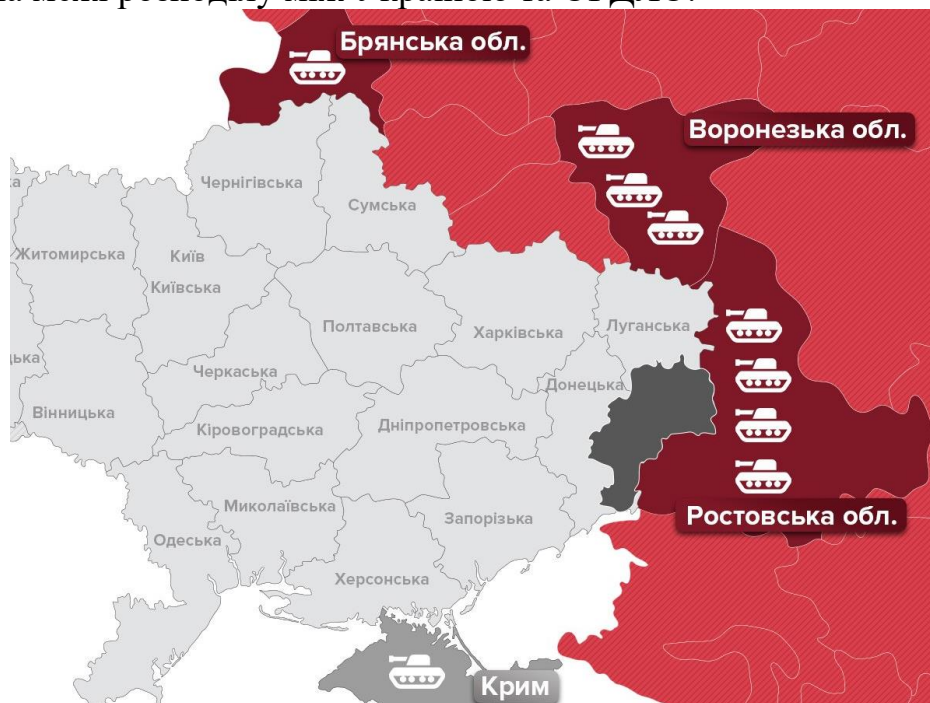 Брянська обл.
Воронезька обл.
Чернігівська
Сумська
Житомирська
Київ
Київська
Полтавська
Харківська
Луганська
Черкаська
Донецька
Вінницька
Кіровоградська
Дніпропетровська
Миколаївська
Запорізька
Ростовська обл.
Одеська
Херсонська
Крим